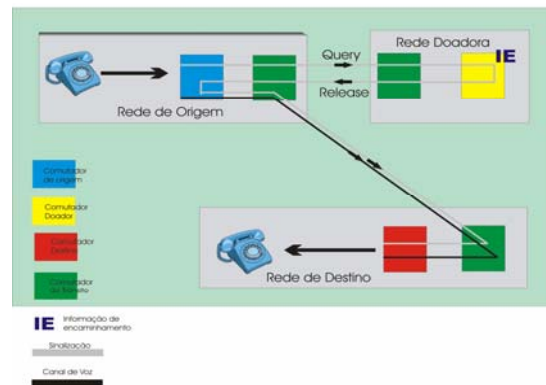 Rede Doadora
IE
Query
Release
Rede de Origem
Comutador
de origem
Comutador
Doador
Comutador
Destino
Comutador
de Trânsito
Rede de Destino
IE
Informação de
encaminhamento
Sinalização
Canal de Voz